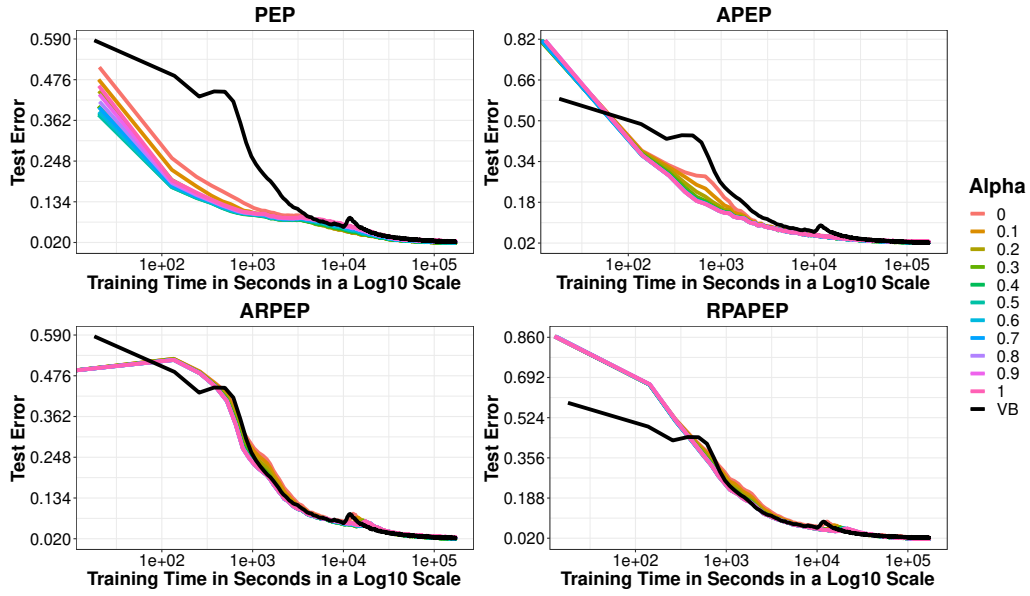 PEP
Test Error
0.590
0.476
0.362
0.248
0.134
0.020
1e+02 1e+03 1e+04 1e+05
Training Time in Seconds in a Log10 Scale
APEP
Test Error
0.82
0.66
0.50
0.34
0.18
0.02
1e+02 1e+03 1e+04 1e+05
Training Time in Seconds in a Log10 Scale
ARPEP
Test Error
0.590
0.476
0.362
0.248
0.134
0.020
1e+02 1e+03 1e+04 1e+05
Training Time in Seconds in a Log10 Scale
RPAPEP
Test Error
0.860
0.692
0.524
0.356
0.188
0.020
1e+02 1e+03 1e+04 1e+05
Training Time in Seconds in a Log10 Scale
Alpha
0
0.1
0.2
0.3
0.4
0.5
0.6
0.7
0.8
0.9
1
VB